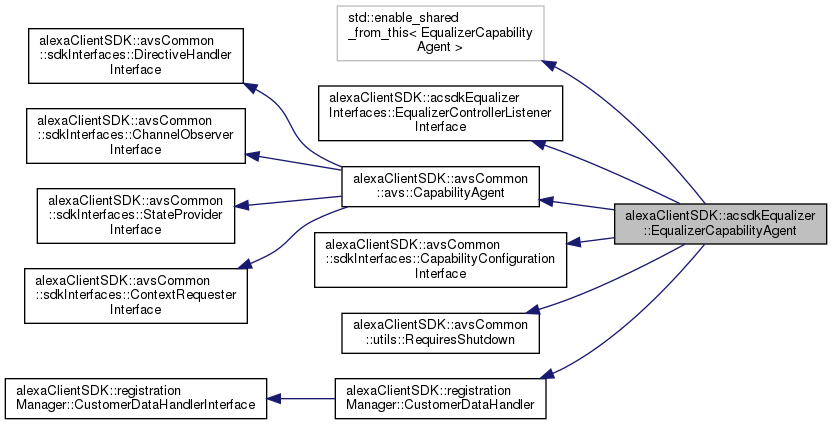 std::enable_shared
_from_this< EqualizerCapability
Agent >
alexaClientSDK::avsCommon
::sdkInterfaces::DirectiveHandler
Interface
alexaClientSDK::acsdkEqualizer
Interfaces::EqualizerControllerListener
Interface
alexaClientSDK::avsCommon
::sdkInterfaces::ChannelObserver
Interface
alexaClientSDK::avsCommon
::avs::CapabilityAgent
alexaClientSDK::avsCommon
::sdkInterfaces::StateProvider
Interface
alexaClientSDK::acsdkEqualizer
::EqualizerCapabilityAgent
alexaClientSDK::avsCommon
::sdkInterfaces::CapabilityConfiguration
Interface
alexaClientSDK::avsCommon
::sdkInterfaces::ContextRequester
Interface
alexaClientSDK::avsCommon
::utils::RequiresShutdown
alexaClientSDK::registration
Manager::CustomerDataHandlerInterface
alexaClientSDK::registration
Manager::CustomerDataHandler